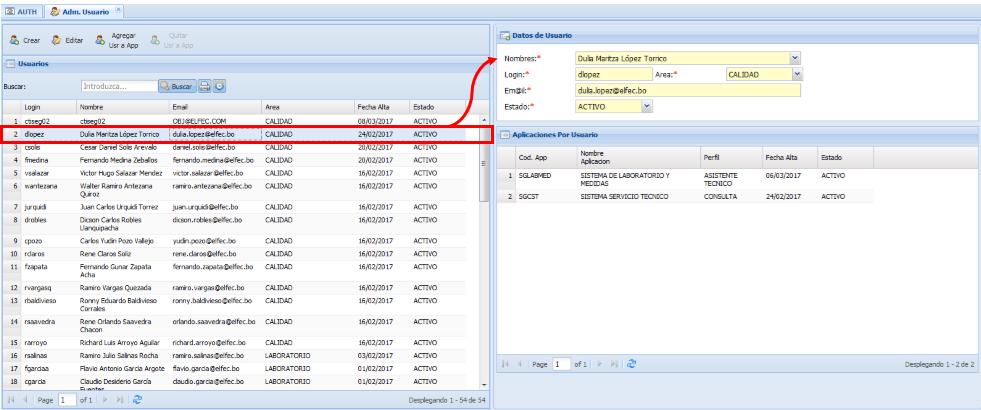 AUTH Adm. Usuario
Crear Editar Agregar Usr a App Quitar Usr a App
Usuarios
Buscar: Introduzca... Buscar
Login Nombre Email Area Fecha Alta Estado
1 ctiseg02 ctiseg02 OBJ@ELFEC.COM CALIDAD 08/03/2017 ACTIVO
2 dlopez Dulia Maritza López Torrico dulia.lopez@elfec.bo CALIDAD 24/02/2017 ACTIVO
3 csolis Cesar Daniel Solis Arevalo daniel.solis@elfec.bo CALIDAD 20/02/2017 ACTIVO
4 fmedina Fernando Medina Zeballos fernando.medina@elfec.bo CALIDAD 20/02/2017 ACTIVO
5 vsalazar Victor Hugo Salazar Mendez victor.salazar@elfec.bo CALIDAD 16/02/2017 ACTIVO
6 wantezana Walter Ramiro Antezana ramiro.antezana@elfec.bo CALIDAD 16/02/2017 ACTIVO
Quiroz
7 jurquidi Juan Carlos Urquidi Torrez juan.urquidi@elfec.bo CALIDAD 16/02/2017 ACTIVO
8 drobles Dicson Carlos Robles dicson.robles@elfec.bo CALIDAD 16/02/2017 ACTIVO
Llanquipacha
9 cpozo Carlos Yudin Pozo Vallejo yudin.pozo@elfec.bo CALIDAD 16/02/2017 ACTIVO
10 rclaros Rene Claros Soliz rene.claros@elfec.bo CALIDAD 16/02/2017 ACTIVO
11 fzapata Fernando Gunar Zapata fernando.zapata@elfec.bo CALIDAD 16/02/2017 ACTIVO
Acha
12 rvargasq Ramiro Vargas Quezada ramiro.vargas@elfec.bo CALIDAD 16/02/2017 ACTIVO
13 rbaldivieso Ronny Eduardo Baldivieso ronny.baldivieso@elfec.bo CALIDAD 16/02/2017 ACTIVO
Corrales
14 rsaavedra Rene Orlando Saavedra orlando.saavedra@elfec.bo CALIDAD 16/02/2017 ACTIVO
Chacon
15 rarroyo Richard Luis Arroyo Aguilar richard.arroyo@elfec.bo CALIDAD 16/02/2017 ACTIVO
16 rsalinas Ramiro Julio Salinas Rocha ramiro.salinas@elfec.bo LABORATORIO 03/02/2017 ACTIVO
17 fgarciaa Flavio Antonio Garcia Argote flavio.garcia@elfec.bo LABORATORIO 01/02/2017 ACTIVO
18 cgarcia Claudio Desiderio García claudio.garcia@elfec.bo LABORATORIO 01/02/2017 ACTIVO
Fuentes
Page 1 of 1 Desplegando 1 - 54 de 54
Datos de Usuario
Nombres:* Dulia Maritza López Torrico
Login:* dlopez Area:* CALIDAD
Em@il:* dulia.lopez@elfec.bo
Estado:* ACTIVO
Aplicaciones Por Usuario
Cod. App Nombre Aplicacion Perfil Fecha Alta Estado
1 SGLABMED SISTEMA DE LABORATORIO Y ASISTENTE 06/03/2017 ACTIVO
MEDIDAS TECNICO
2 SGCST SISTEMA SERVICIO TECNICO CONSULTA 24/02/2017 ACTIVO
Page 1 of 1 Desplegando 1 - 2 de 2